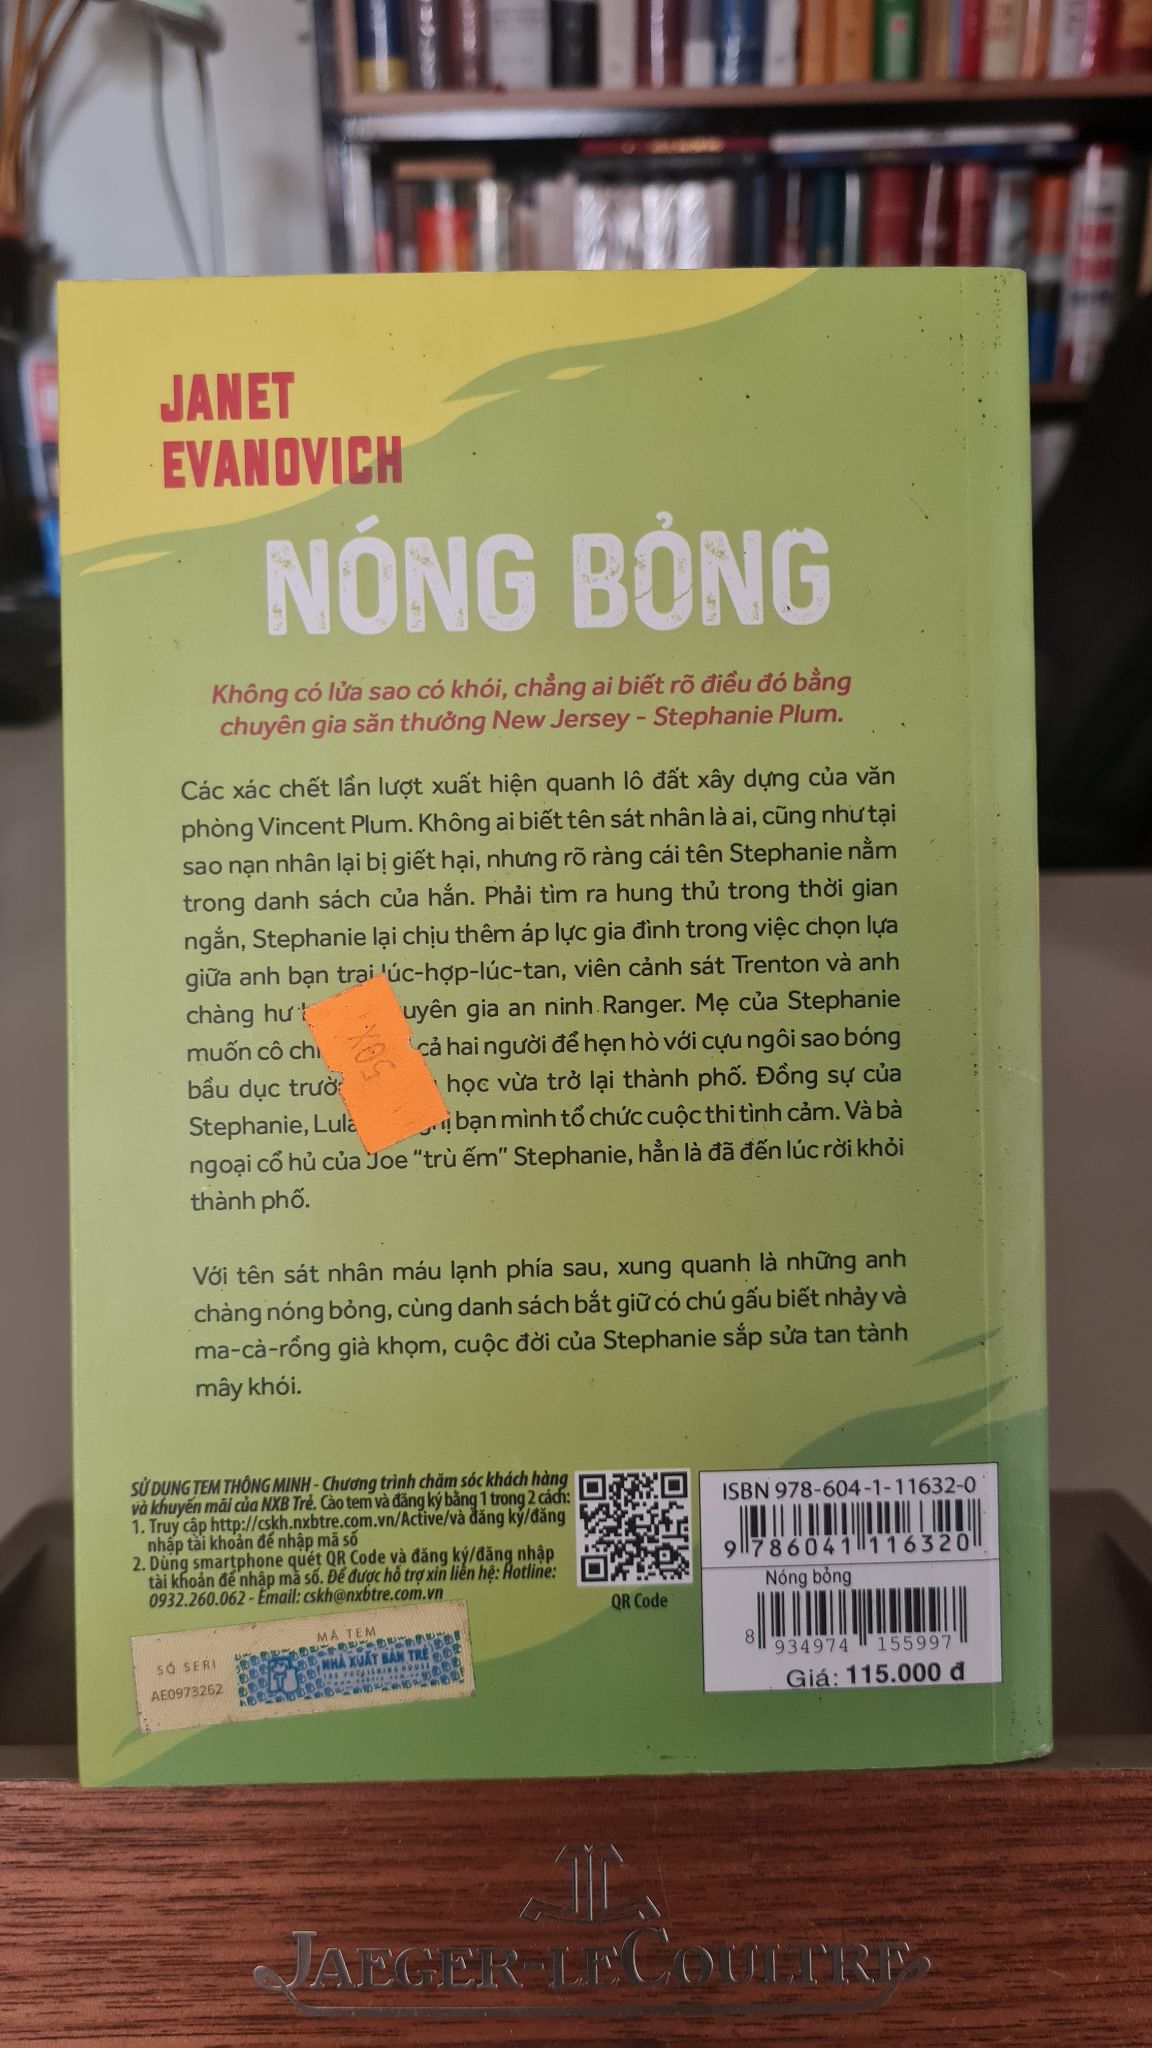 JANET
EVANOVICH
NÓNG BỎNG
Không có lửa sao có khói, chẳng ai biết rõ điều đó bằng
chuyên gia săn thưởng New Jersey - Stephanie Plum.
Các xác chết lần lượt xuất hiện quanh lô đất xây dựng của văn
phòng Vincent Plum. Không ai biết tên sát nhân là ai, cũng như tại
sao nạn nhân lại bị giết hại, nhưng rõ ràng cái tên Stephanie nằm
trong danh sách của hắn. Phải tìm ra hung thủ trong thời gian
ngắn, Stephanie lại chịu thêm áp lực gia đình trong việc chọn lựa
giữa anh bạn trai lúc-hợp-lúc-tan, viên cảnh sát Trenton và anh
chàng hư gia an ninh Ranger. Mẹ của Stephanie
muốn cô cả hai người để hẹn hò với cựu ngôi sao bóng
bầu dục học vừa trở lại thành phố. Đồng sự của
Stephanie, bạn mình tổ chức cuộc thi tình cảm. Và bà
ngoại cổ hủ của Joe "trù ếm" Stephanie, hẳn là đã đến lúc rời khỏi
thành phố.
Với tên sát nhân máu lạnh phía sau, xung quanh là những anh
chàng nóng bỏng, cùng danh sách bắt giữ có chú gấu biết nhảy và
ma-cà-rồng già khọm, cuộc đời của Stephanie sắp sửa tan tành
mây khói.
SỬ DỤNG TEM THÔNG MINH - Chương trình chăm sóc khách hàng
và khuyến mãi của NXB Trẻ. Cào tem và đăng ký bằng 1 trong 2 cách:
1. Truy cập http://cskh.nxbtre.com.vn/Active/và đăng ký/đăng
nhập tài khoản để nhập mã số
2. Dùng smartphone quét QR Code và đăng ký/đăng nhập
tài khoản để nhập mã số. Để được hỗ trợ xin liên hệ: Hotline:
0932.260.062 - Email: cskh@nxbtre.com.vn
QR Code
ISBN 978-604-1-11632-0
9 786041 116320
Nóng bỏng
8 934974 155997
Giá: 115.000 đ
MÃ TEM
SỐ SERI
AE0973262
NHÀ XUẤT BẢN TRẺ
TRE PUBLISHING HOUSE
JAEGER-LECOULTRE